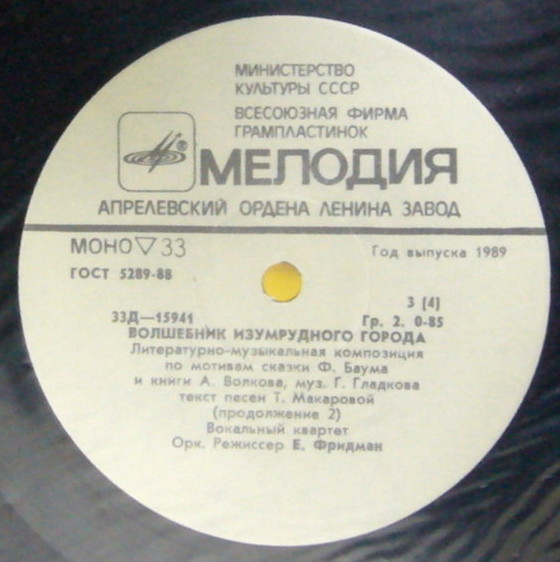 МИНИСТЕРСТВО
КУЛЬТУРЫ СССР
ВСЕСОЮЗНАЯ ФИРМА
ГРАМПЛАСТИНОК
® МЕЛОДИЯ
АПРЕЛЕВСКИЙ ОРДЕНА ЛЕНИНА ЗАВОД
МОНО ▽ 33
Год выпуска 1989
ГОСТ 5289-88
3 (4)
33Д—15941
Гр. 2. 0-85
ВОЛШЕБНИК ИЗУМРУДНОГО ГОРОДА
Литературно-музыкальная композиция
по мотивам сказки Ф. Баума
и книги А. Волкова, муз. Г. Гладкова
текст песен Т. Макаровой
(продолжение 2)
Вокальный квартет
Орк. Режиссер Е. Фридман